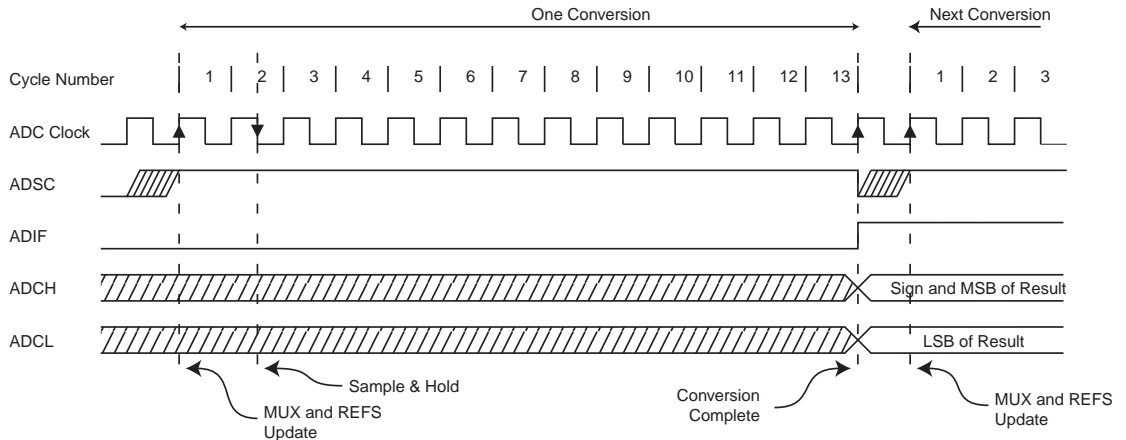 One Conversion
Next Conversion
Cycle Number
1 2 3 4 5 6 7 8 9 10 11 12 13 1 2 3
ADC Clock
ADSC
ADIF
ADCH
Sign and MSB of Result
ADCL
LSB of Result
Sample & Hold
MUX and REFS
Update
Conversion
Complete
MUX and REFS
Update